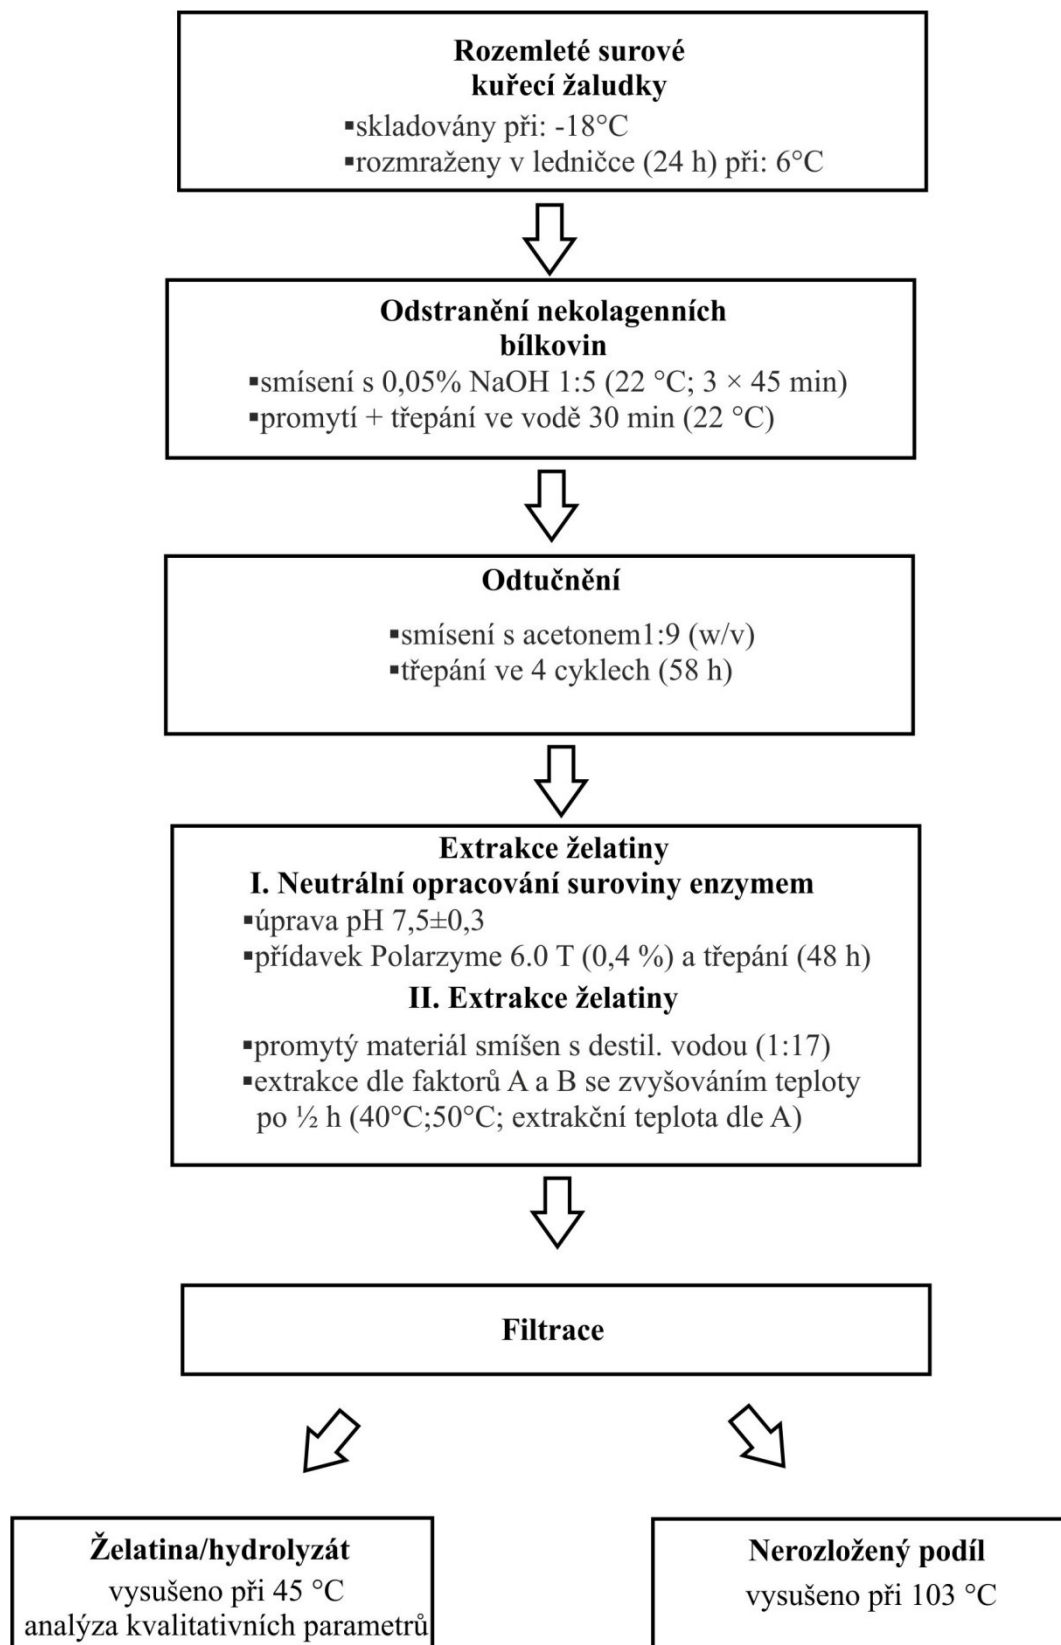 Rozemleté surové
kuřecí žaludky
▪skladovány při: -18°C
▪rozmraženy v ledničce (24 h) při: 6°C
Odstranění nekolagenních
bílkovin
▪smísení s 0,05% NaOH 1:5 (22 °C; 3 × 45 min)
▪promytí + třepání ve vodě 30 min (22 °C)
Odtučnění
▪smísení s acetonem1:9 (w/v)
▪třepání ve 4 cyklech (58 h)
Extrakce želatiny
I. Neutrální opracování suroviny enzymem
▪úprava pH 7,5±0,3
▪přídavek Polarzyme 6.0 T (0,4 %) a třepání (48 h)
II. Extrakce želatiny
▪promytý materiál smíšen s destil. vodou (1:17)
▪extrakce dle faktorů A a B se zvyšováním teploty
po ½ h (40°C;50°C; extrakční teplota dle A)
Filtrace
Želatina/hydrolyzát
vysušeno při 45 °C
analýza kvalitativních parametrů
Nerozložený podíl
vysušeno při 103 °C